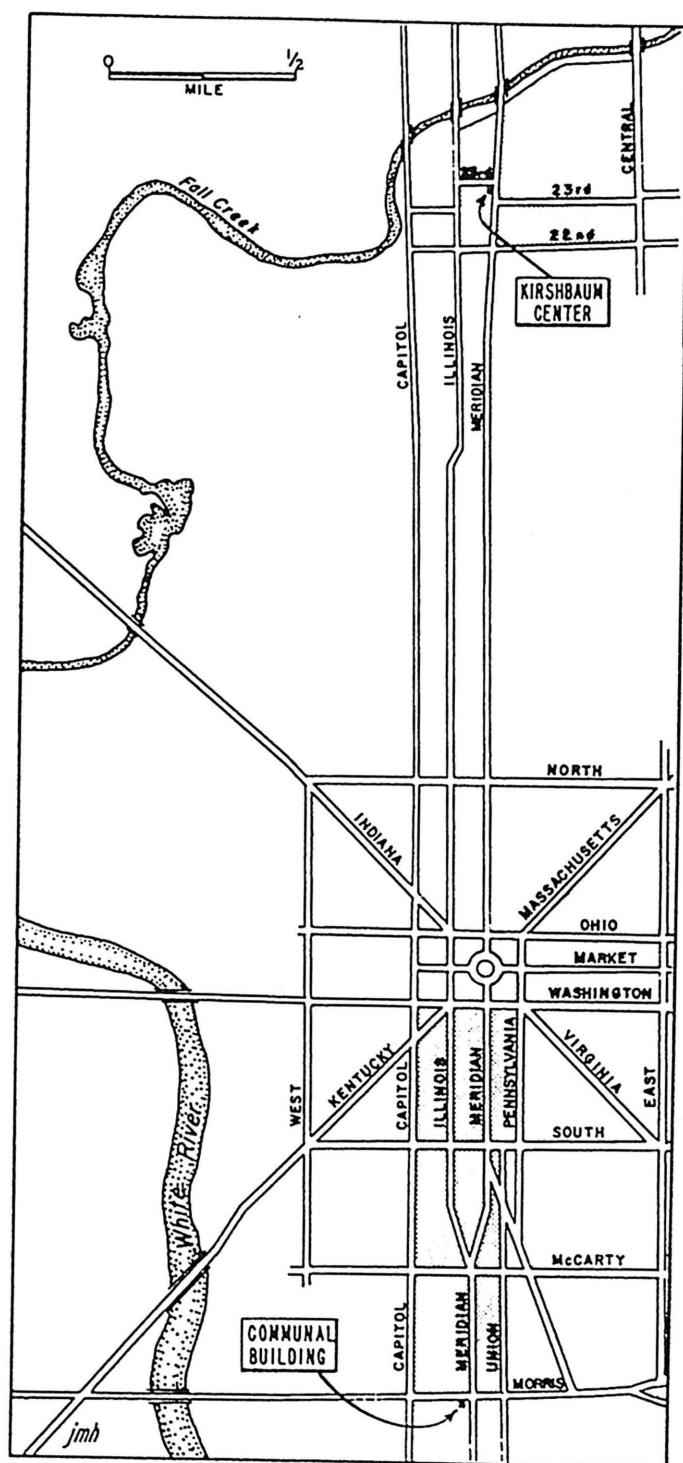 0 1/2
MILE
Fall Creek
CENTRAL
23rd
23rd
22nd
KIRSHBAUM
CENTER
CAPITOL
ILLINOIS
MERIDIAN
NORTH
INDIANA
MASSACHUSETTS
OHIO
MARKET
WASHINGTON
WEST
KENTUCKY
CAPITOL
ILLINOIS
MERIDIAN
PENNSYLVANIA
VIRGINIA
EAST
SOUTH
White River
McCARTY
COMMUNAL
BUILDING
CAPITOL
MERIDIAN
UNION
MORRIS
jmh